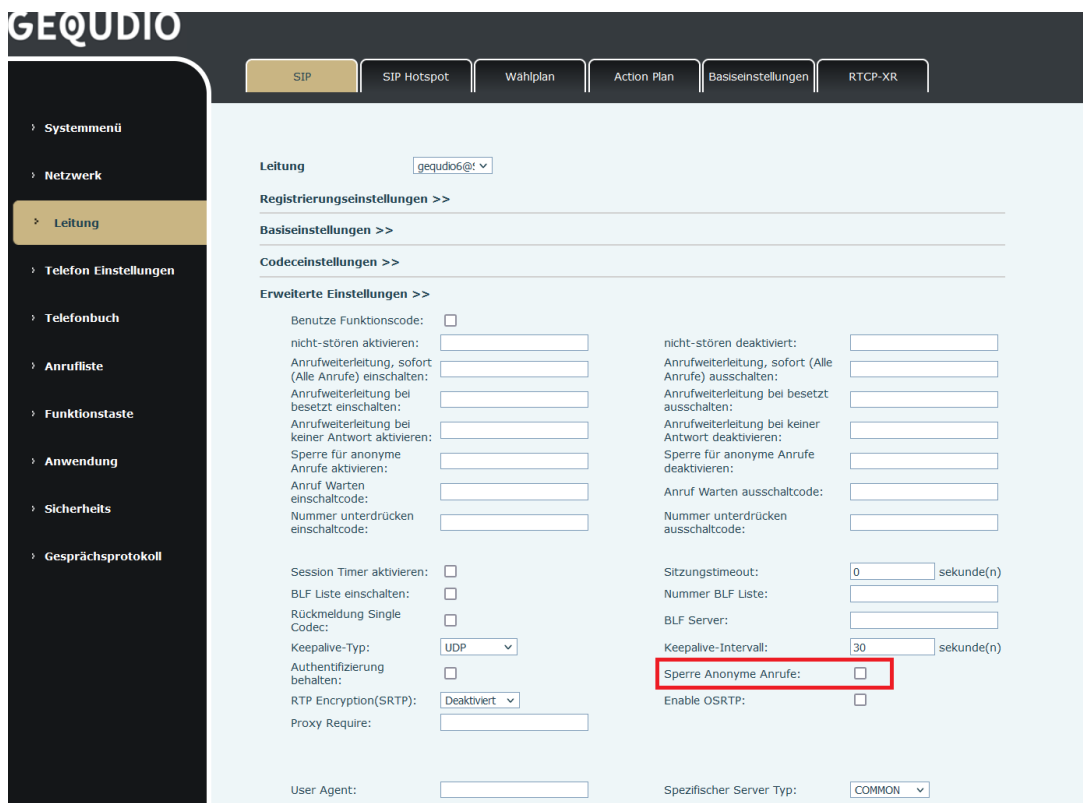 GEQUDIO
SIP
SIP Hotspot
Wählplan
Action Plan
Basiseinstellungen
RTCP-XR
Systemmenü
Netzwerk
Leitung
Telefon Einstellungen
Telefonbuch
Anrufliste
Funktionstaste
Anwendung
Sicherheits
Gesprächsprotokoll
Leitung
gequdio6@
Registrierungseinstellungen >>
Basiseinstellungen >>
Codeceinstellungen >>
Erweiterte Einstellungen >>
Benutze Funktionscode:
nicht-stören aktivieren:
nicht-stören deaktiviert:
Anrufweiterleitung, sofort
(Alle Anrufe) einschalten:
Anrufweiterleitung, sofort (Alle
Anrufe) ausschalten:
Anrufweiterleitung bei
besetzt einschalten:
Anrufweiterleitung bei besetzt
ausschalten:
Anrufweiterleitung bei
keiner Antwort aktivieren:
Anrufweiterleitung bei keiner
Antwort deaktivieren:
Sperre für anonyme
Anrufe aktivieren:
Sperre für anonyme Anrufe
deaktivieren:
Anruf Warten
einschaltcode:
Anruf Warten ausschaltcode:
Nummer unterdrücken
einschaltcode:
Nummer unterdrücken
ausschaltcode:
Session Timer aktivieren:
Sitzungstimeout: 0 sekunde(n)
BLF Liste einschalten:
Nummer BLF Liste:
Rückmeldung Single
Codec:
BLF Server:
Keepalive-Typ: UDP
Keepalive-Intervall: 30 sekunde(n)
Authentifizierung
behalten:
Sperre Anonyme Anrufe:
RTP Encryption(SRTP): Deaktiviert
Enable OSRTP:
Proxy Require:
User Agent:
Spezifischer Server Typ: COMMON